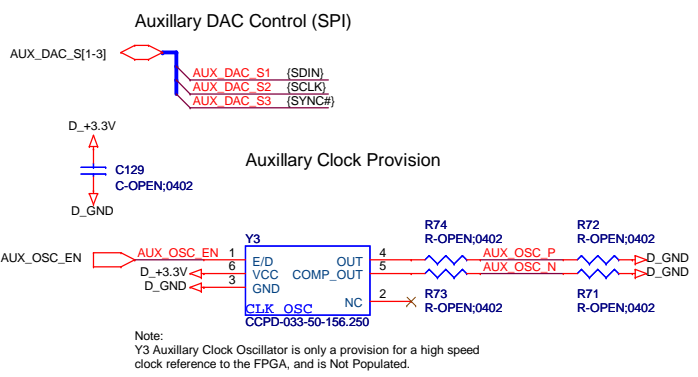 Auxillary DAC Control (SPI)
AUX_DAC_S[1-3]
AUX_DAC_S1 {SDIN}
AUX_DAC_S2 {SCLK}
AUX_DAC_S3 {SYNC#}
D_+3.3V
C129
C-OPEN;0402
D_GND
Auxillary Clock Provision
R74
R-OPEN;0402
R72
R-OPEN;0402
Y3
AUX_OSC_EN
AUX_OSC_EN 1 E/D OUT 4 AUX_OSC_P D_GND
D_+3.3V 6 VCC COMP_OUT 5 AUX_OSC_N D_GND
D_GND 3 GND
NC 2
CLK OSC
CCPD-033-50-156.250
R73
R-OPEN;0402
R71
R-OPEN;0402
Note:
Y3 Auxillary Clock Oscillator is only a provision for a high speed
clock reference to the FPGA, and is Not Populated.